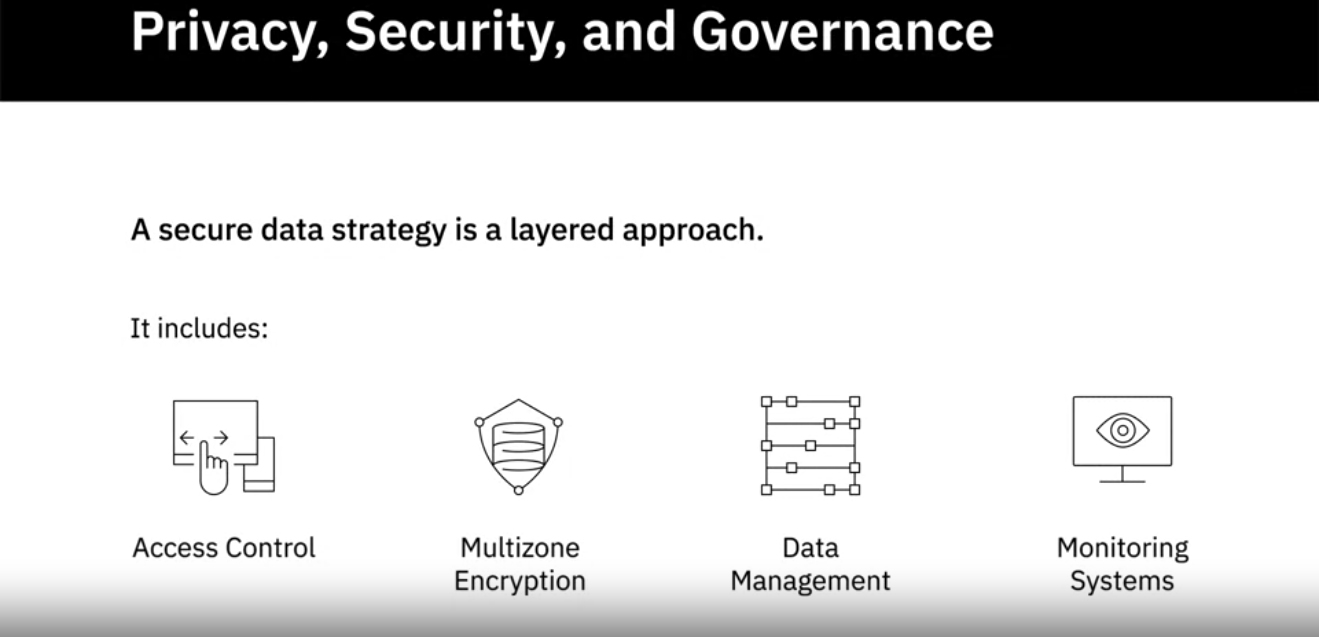 Privacy, Security, and Governance
A secure data strategy is a layered approach.
It includes:
Access Control
Multizone
Encryption
Data
Management
Monitoring
Systems